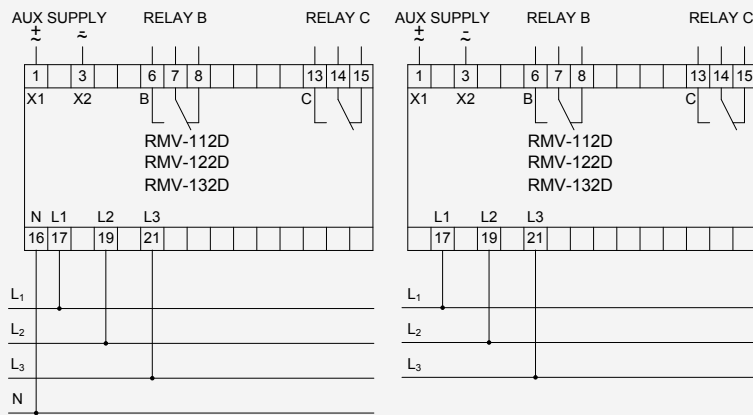 AUX SUPPLY RELAY B RELAY C
± ~ - ~
1 3 6 7 8 13 14 15
X1 X2 B C
RMV-112D
RMV-122D
RMV-132D
N L1 L2 L3
16 17 19 21
L₁
L₂
L₃
N
AUX SUPPLY RELAY B RELAY C
± ~ - ~
1 3 6 7 8 13 14 15
X1 X2 B C
RMV-112D
RMV-122D
RMV-132D
L1 L2 L3
17 19 21
L₁
L₂
L₃